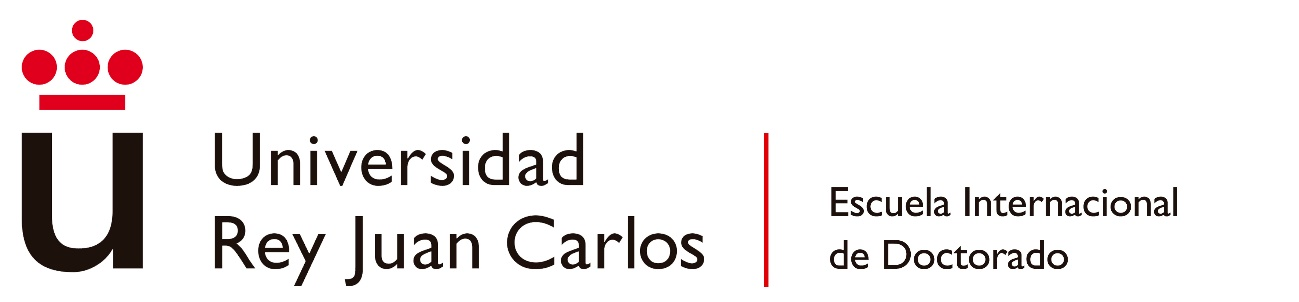 Universidad
Rey Juan Carlos
Escuela Internacional
de Doctorado